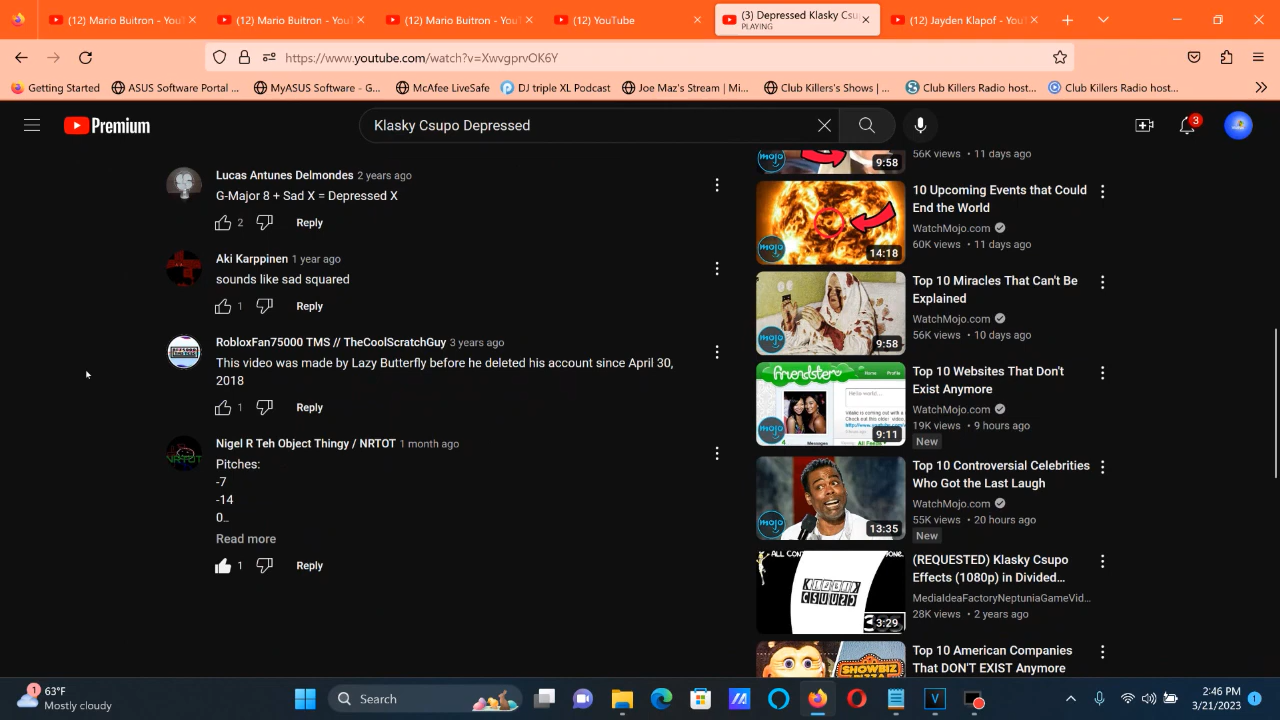 (12) Mario Buitron - YouT
(12) Mario Buitron - YouT
(12) Mario Buitron - YouT
(12) YouTube
(3) Depressed Klasky Csu
PLAYING
(12) Jayden Klapof - YouT
https://www.youtube.com/watch?v=XwvgprvOK6Y
Getting Started
ASUS Software Portal ...
MyASUS Software - G...
McAfee LiveSafe
DJ triple XL Podcast
Joe Maz's Stream | Mi...
Club Killers's Shows | ...
Club Killers Radio host...
Club Killers Radio host...
Premium
Klasky Csupo Depressed
3
Lucas Antunes Delmondes 2 years ago
G-Major 8 + Sad X = Depressed X
2 Reply
Aki Karppinen 1 year ago
sounds like sad squared
1 Reply
RobloxFan75000 TMS // TheCoolScratchGuy 3 years ago
This video was made by Lazy Butterfly before he deleted his account since April 30,
2018
1 Reply
Nigel R Teh Object Thingy / NRTOT 1 month ago
Pitches:
-7
-14
0...
Read more
1 Reply
mojo
9:58
56K views • 11 days ago
mojo
14:18
10 Upcoming Events that Could
End the World
WatchMojo.com
60K views • 11 days ago
mojo
9:58
Top 10 Miracles That Can't Be
Explained
WatchMojo.com
56K views • 10 days ago
friendster
Home Profile
mojo
9:11
Top 10 Websites That Don't
Exist Anymore
WatchMojo.com
19K views • 9 hours ago
New
mojo
13:35
Top 10 Controversial Celebrities
Who Got the Last Laugh
WatchMojo.com
55K views • 20 hours ago
New
3:29
(REQUESTED) Klasky Csupo
Effects (1080p) in Divided...
MediaIdeaFactoryNeptuniaGameVid...
28K views • 2 years ago
SHOWBIZ
PIZZA
Top 10 American Companies
That DON'T EXIST Anymore
1
63°F
Mostly cloudy
Search
2:46 PM
3/21/2023
1